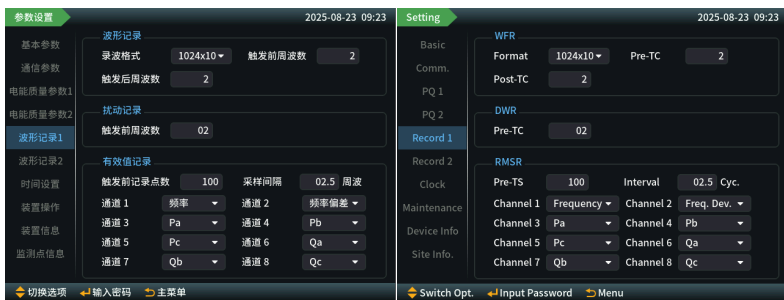 参数设置
2025-08-23 09:23
基本参数
通信参数
电能质量参数1
电能质量参数2
波形记录1
波形记录2
时间设置
装置操作
装置信息
监测点信息
波形记录
录波格式 1024x10 触发前周波数 2
触发后周波数 2
扰动记录
触发前周波数 02
有效值记录
触发前记录点数 100 采样间隔 02.5 周波
通道 1 频率 通道 2 频率偏差
通道 3 Pa 通道 4 Pb
通道 5 Pc 通道 6 Qa
通道 7 Qb 通道 8 Qc
切换选项 输入密码 主菜单
Setting
2025-08-23 09:23
Basic
Comm.
PQ 1
PQ 2
Record 1
Record 2
Clock
Maintenance
Device Info
Site Info.
WFR
Format 1024x10 Pre-TC 2
Post-TC 2
DWR
Pre-TC 02
RMSR
Pre-TS 100 Interval 02.5 Cyc.
Channel 1 Frequency Channel 2 Freq. Dev.
Channel 3 Pa Channel 4 Pb
Channel 5 Pc Channel 6 Qa
Channel 7 Qb Channel 8 Qc
Switch Opt. Input Password Menu